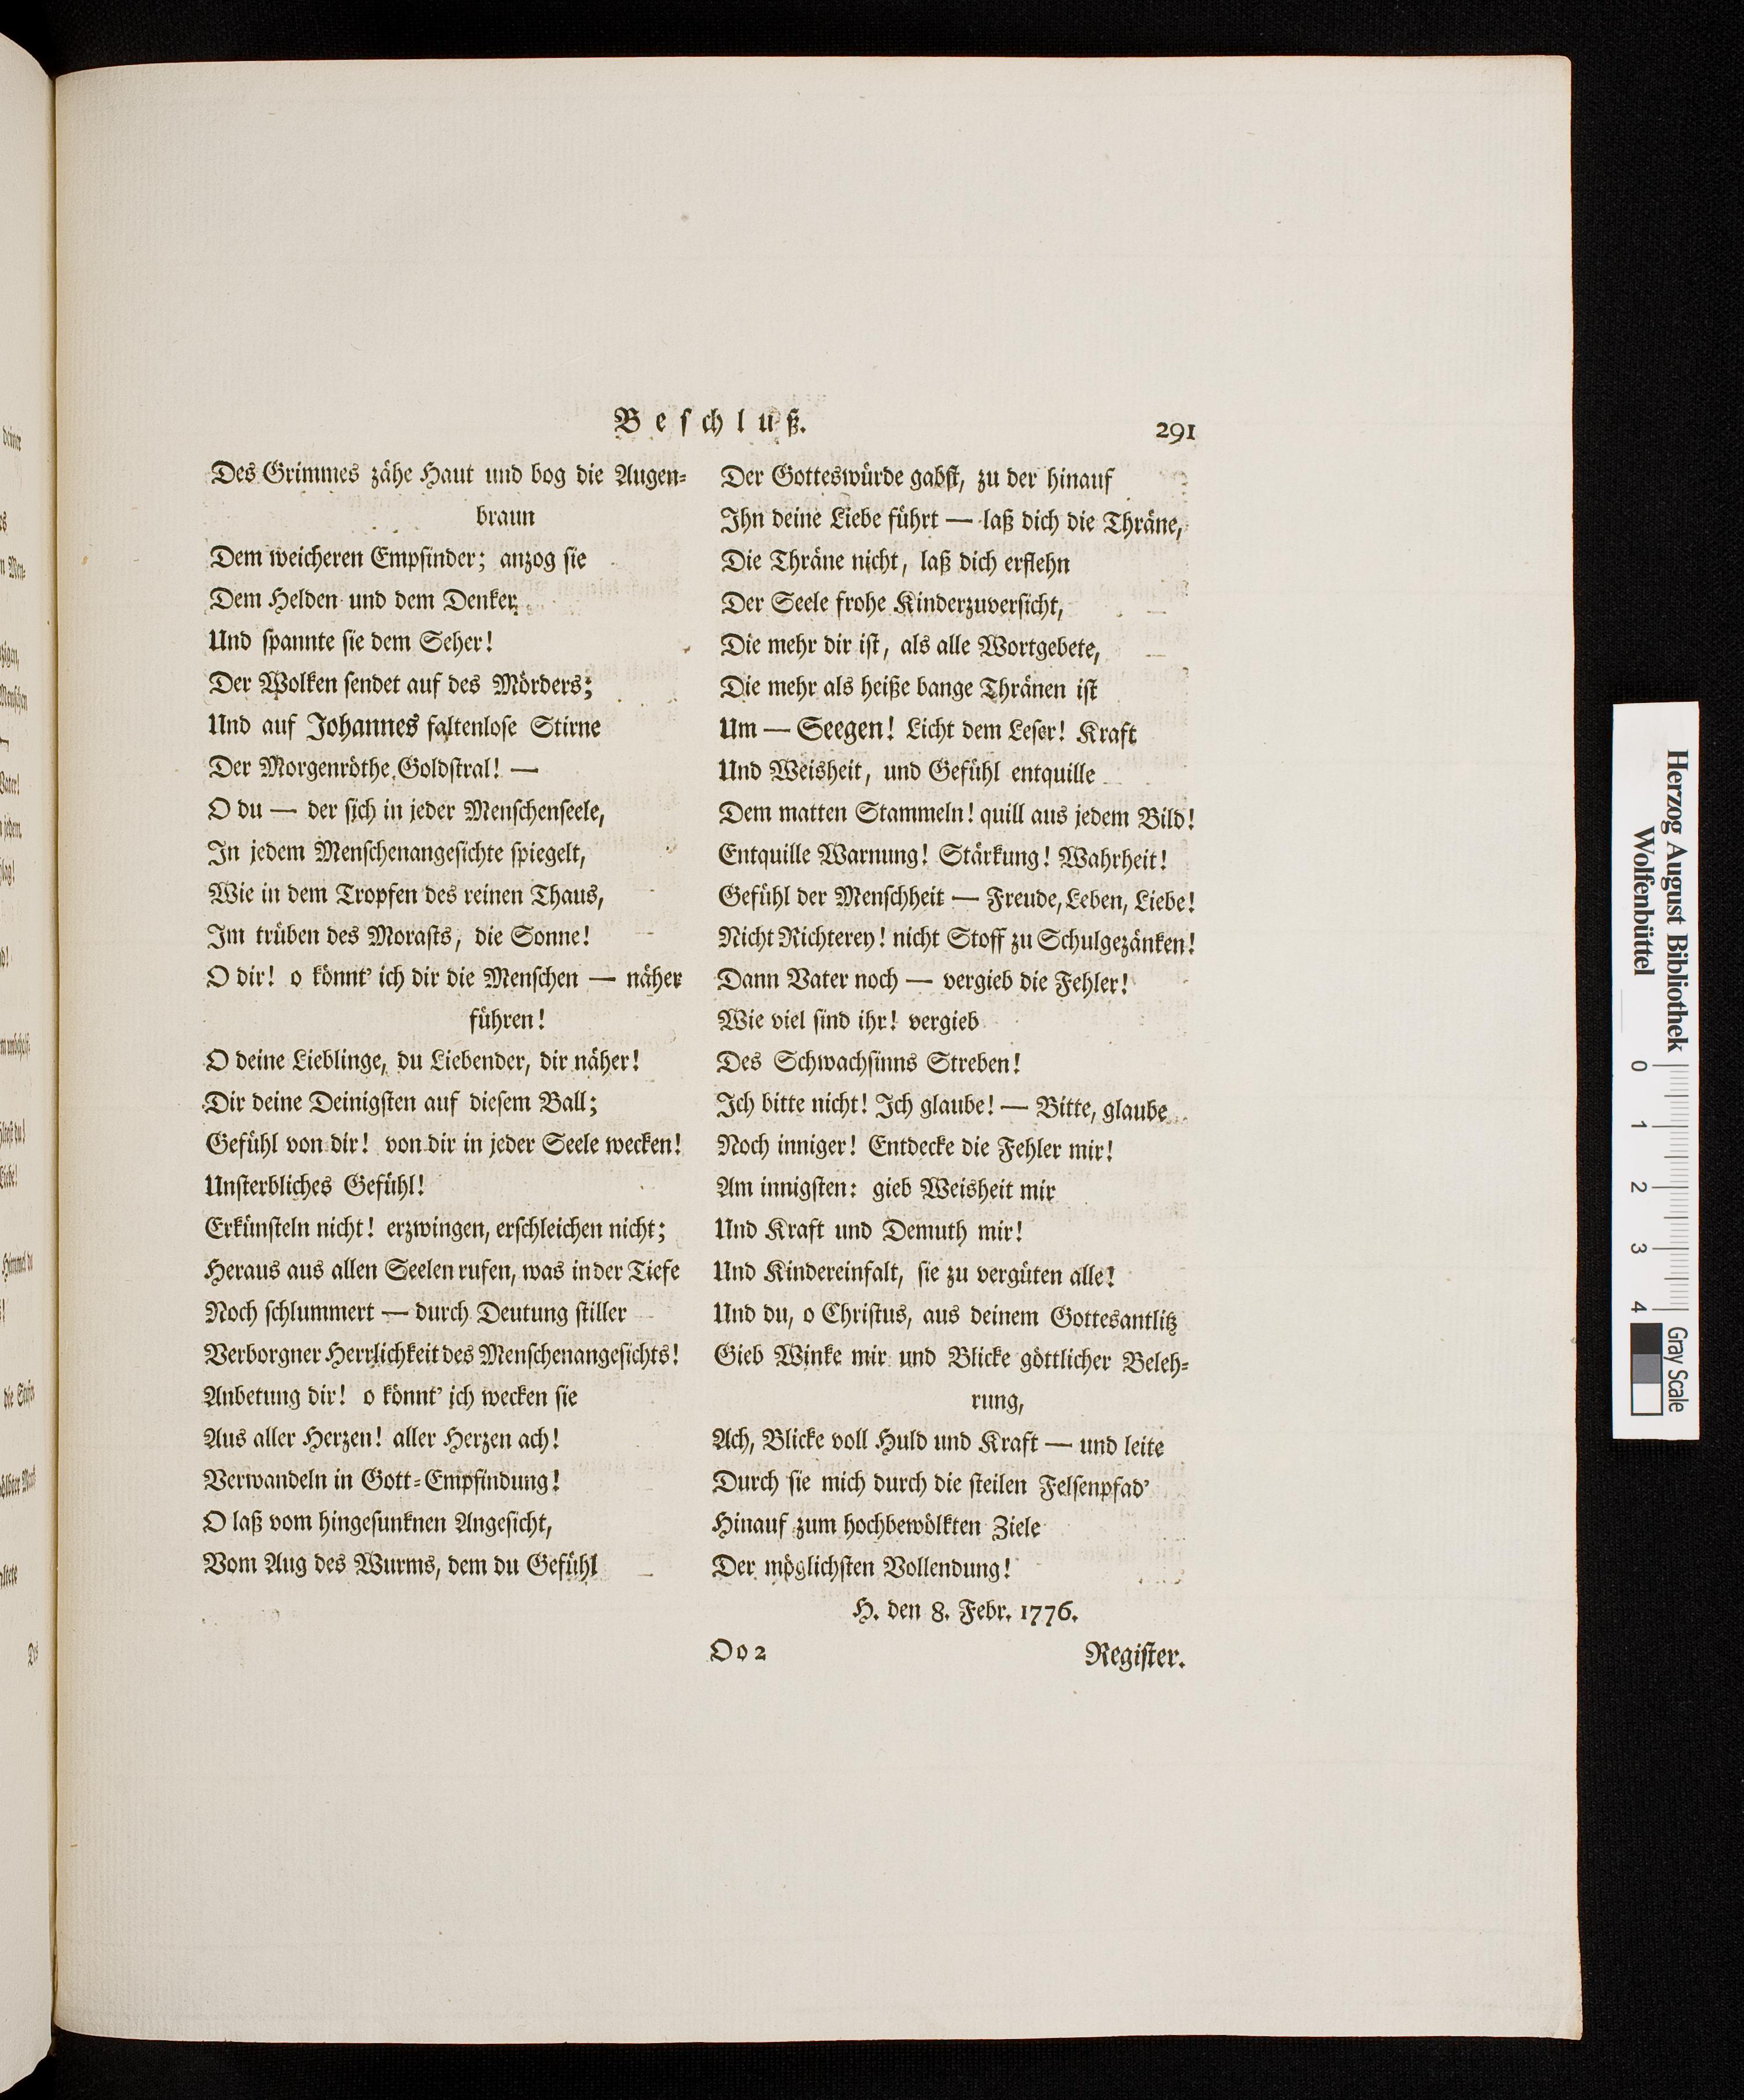 Beschluß.
291
Des Grimmes zähe Haut und bog die Augen-
braun
Dem weicheren Empfinder; anzog sie
Dem Helden und dem Denker,
Und spannte sie dem Seher!
Der Wolken sendet auf des Mörders;
Und auf Johannes faltenlose Stirne
Der Morgenröthe Goldstral! —
O du — der sich in jeder Menschenseele,
In jedem Menschenangesichte spiegelt,
Wie in dem Tropfen des reinen Thaus,
Im trüben des Morasts, die Sonne!
O dir! o könnt' ich dir die Menschen — näher
führen!
O deine Lieblinge, du Liebender, dir näher!
Dir deine Deinigsten auf diesem Ball;
Gefühl von dir! von dir in jeder Seele wecken!
Unsterbliches Gefühl!
Erkünsteln nicht! erzwingen, erschleichen nicht;
Heraus aus allen Seelen rufen, was in der Tiefe
Noch schlummert — durch Deutung stiller
Verborgner Herrlichkeit des Menschenangesichts!
Anbetung dir! o könnt' ich wecken sie
Aus aller Herzen! aller Herzen ach!
Verwandeln in Gott-Empfindung!
O laß vom hingesunknen Angesicht,
Vom Aug des Wurms, dem du Gefühl
Der Gotteswürde gabst, zu der hinauf
Ihn deine Liebe führt — laß dich die Thräne,
Die Thräne nicht, laß dich erflehn
Der Seele frohe Kinderzuversicht,
Die mehr dir ist, als alle Wortgebete,
Die mehr als heiße bange Thränen ist
Um — Seegen! Licht dem Leser! Kraft
Und Weisheit, und Gefühl entquille
Dem matten Stammeln! quill aus jedem Bild!
Entquille Warnung! Stärkung! Wahrheit!
Gefühl der Menschheit — Freude, Leben, Liebe!
Nicht Richterey! nicht Stoff zu Schulgezänken!
Dann Vater noch — vergieb die Fehler!
Wie viel sind ihr! vergieb
Des Schwachsinns Streben!
Ich bitte nicht! Ich glaube! — Bitte, glaube
Noch inniger! Entdecke die Fehler mir!
Am innigsten: gieb Weisheit mir
Und Kraft und Demuth mir!
Und Kindereinfalt, sie zu vergüten alle!
Und du, o Christus, aus deinem Gottesantlitz
Gieb Winke mir und Blicke göttlicher Beleh-
rung,
Ach, Blicke voll Huld und Kraft — und leite
Durch sie mich durch die steilen Felsenpfad'
Hinauf zum hochbewölkten Ziele
Der möglichsten Vollendung!
H. den 8. Febr. 1776.
Oo 2
Register.
Herzog August Bibliothek
Wolfenbüttel
0 1 2 3 4
Gray Scale